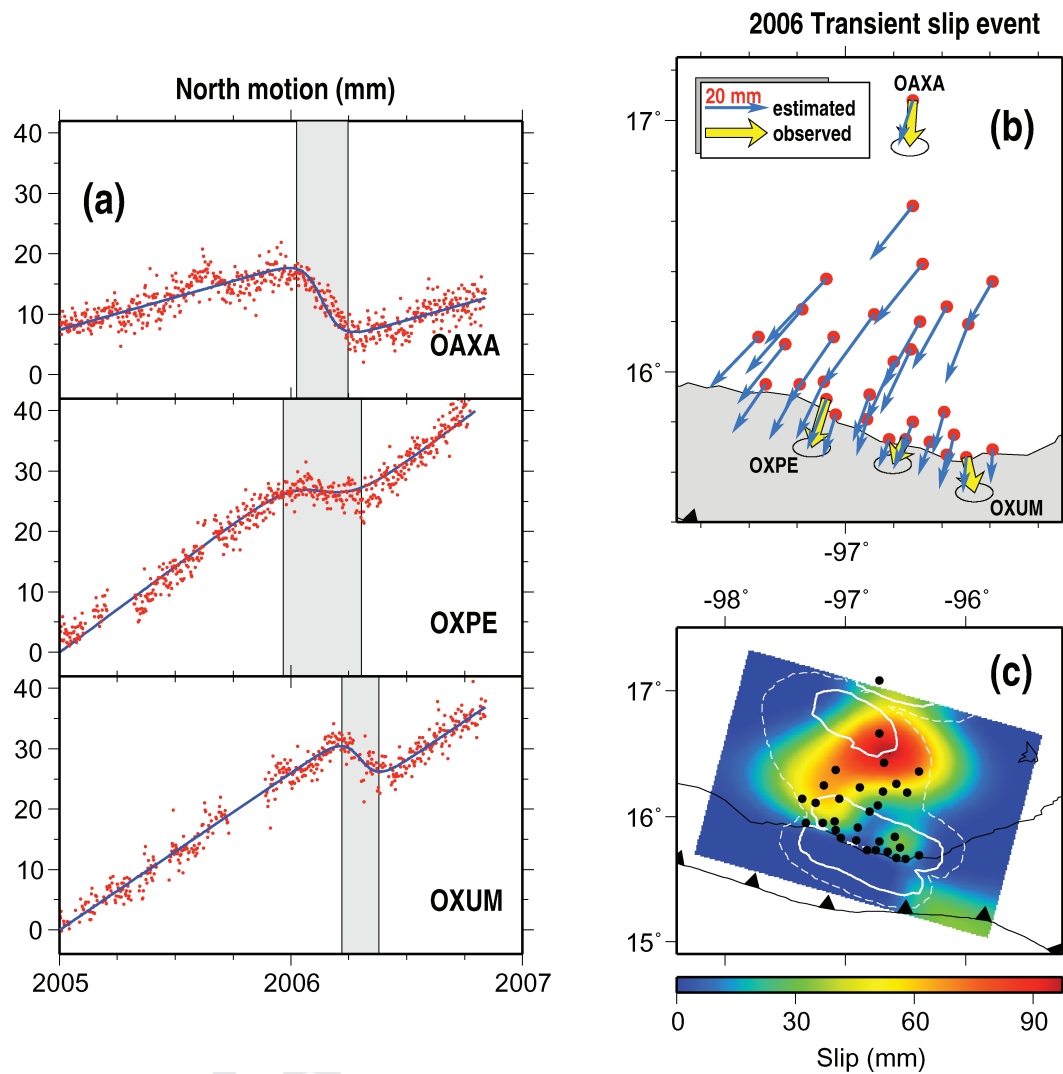 2006 Transient slip event
North motion (mm)
40
30
20
10
0
(a)
OAXA
40
30
20
10
0
OXPE
40
30
20
10
0
OXUM
2005
2006
2007
20 mm
estimated
observed
OAXA
(b)
17°
16°
OXPE
OXUM
-97°
-98°
-97°
-96°
(c)
17°
16°
15°
0
30
60
90
Slip (mm)